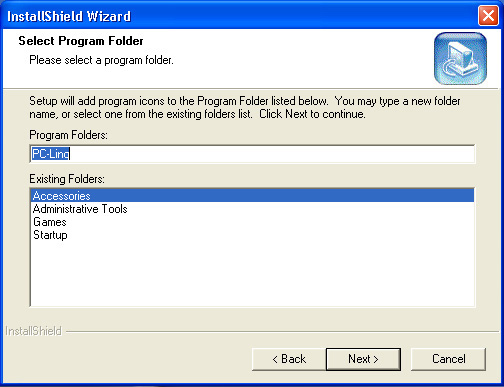 InstallShield Wizard
Select Program Folder
Please select a program folder.
Setup will add program icons to the Program Folder listed below. You may type a new folder
name, or select one from the existing folders list. Click Next to continue.
Program Folders:
PC-Linq
Existing Folders:
Accessories
Administrative Tools
Games
Startup
InstallShield
< Back
Next >
Cancel